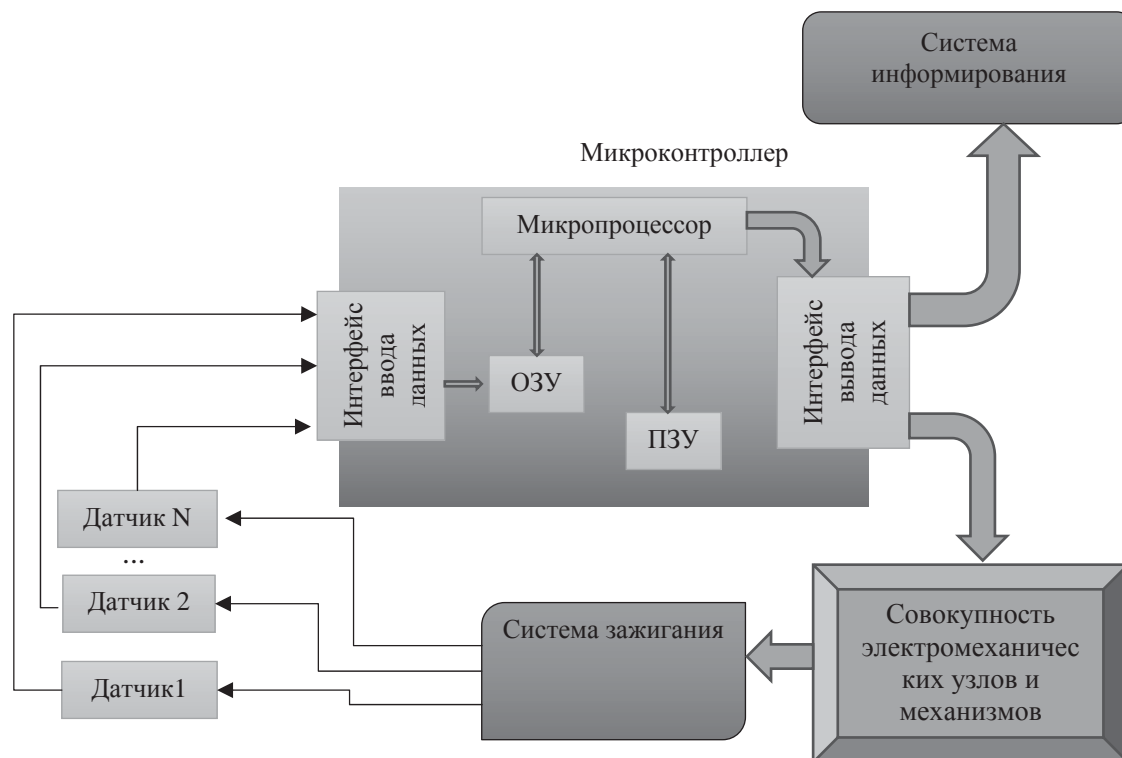 Система
информирования
Микроконтроллер
Микропроцессор
Интерфейс
ввода
данных
ОЗУ
ПЗУ
Интерфейс
вывода
данных
Датчик N
...
Датчик 2
Датчик1
Система зажигания
Совокупность
электромеханичес
ких узлов и
механизмов